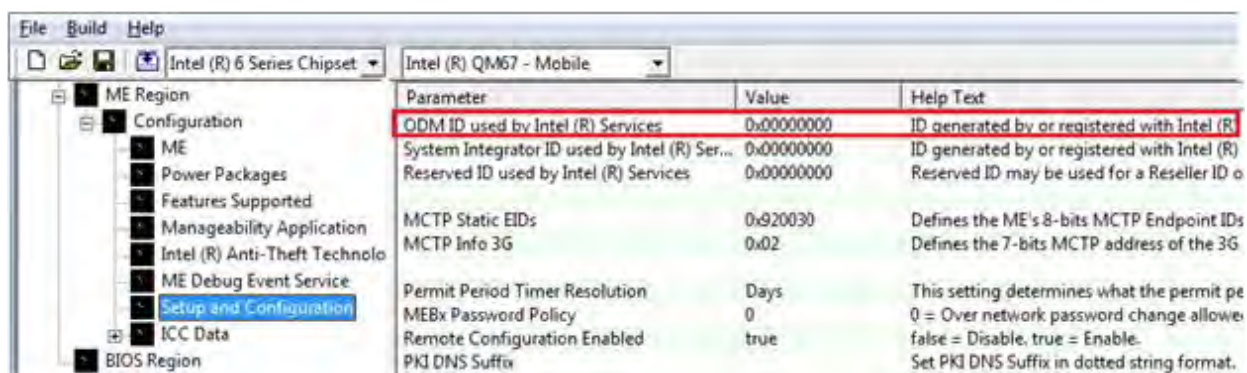 File Build Help
Intel (R) 6 Series Chipset Intel (R) QM67 - Mobile
ME Region
Configuration
ME
Power Packages
Features Supported
Manageability Application
Intel (R) Anti-Theft Technolo
ME Debug Event Service
Setup and Configuration
ICC Data
BIOS Region
Parameter Value Help Text
ODM ID used by Intel (R) Services 0x00000000 ID generated by or registered with Intel (R)
System Integrator ID used by Intel (R) Ser... 0x00000000 ID generated by or registered with Intel (R)
Reserved ID used by Intel (R) Services 0x00000000 Reserved ID may be used for a Reseller ID o
MCTP Static EIDs 0x920030 Defines the ME's 8-bits MCTP Endpoint IDs
MCTP Info 3G 0x02 Defines the 7-bits MCTP address of the 3G
Permit Period Timer Resolution Days This setting determines what the permit pe
MEBx Password Policy 0 0 = Over network password change allowe
Remote Configuration Enabled true false = Disable, true = Enable.
PKI DNS Suffix Set PKI DNS Suffix in dotted string format.